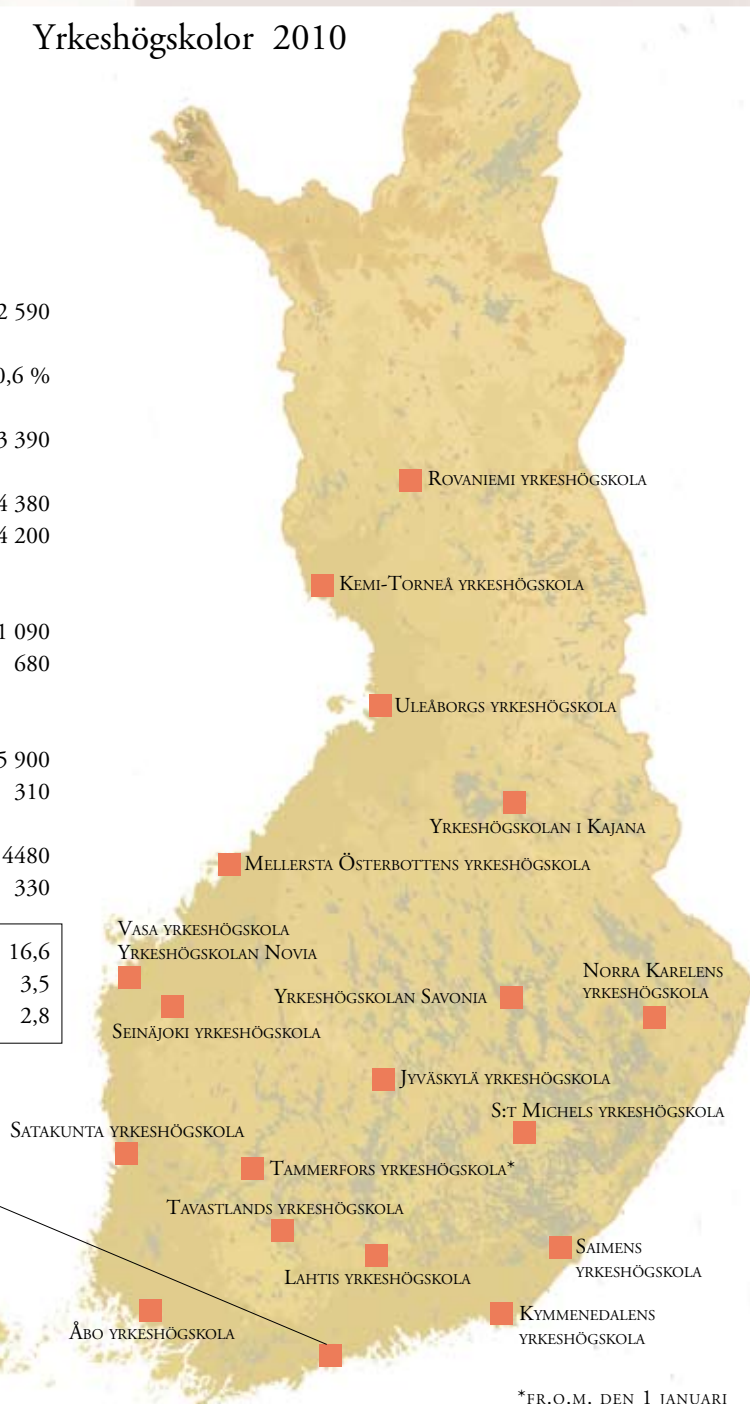 Yrkeshögskolor 2010
2 590
0,6 %
3 390
4 380
4 200
1 090
680
5 900
310
4480
330
16,6
3,5
2,8
Rovaniemi yrkeshögskola
Kemi-Torneå yrkeshögskola
Uleåborgs yrkeshögskola
Yrkeshögskolan i Kajana
Mellersta Österbottens yrkeshögskola
Vasa yrkeshögskola
Yrkeshögskolan Novia
Seinäjoki yrkeshögskola
Yrkeshögskolan Savonia
Norra Karelens
yrkeshögskola
Jyväskylä yrkeshögskola
S:t Michels yrkeshögskola
Satakunta yrkeshögskola
Tammerfors yrkeshögskola*
Tavastlands yrkeshögskola
Lahtis yrkeshögskola
Saimens
yrkeshögskola
Åbo yrkeshögskola
Kymmenedalens
yrkeshögskola
*fr.o.m. den 1 januari